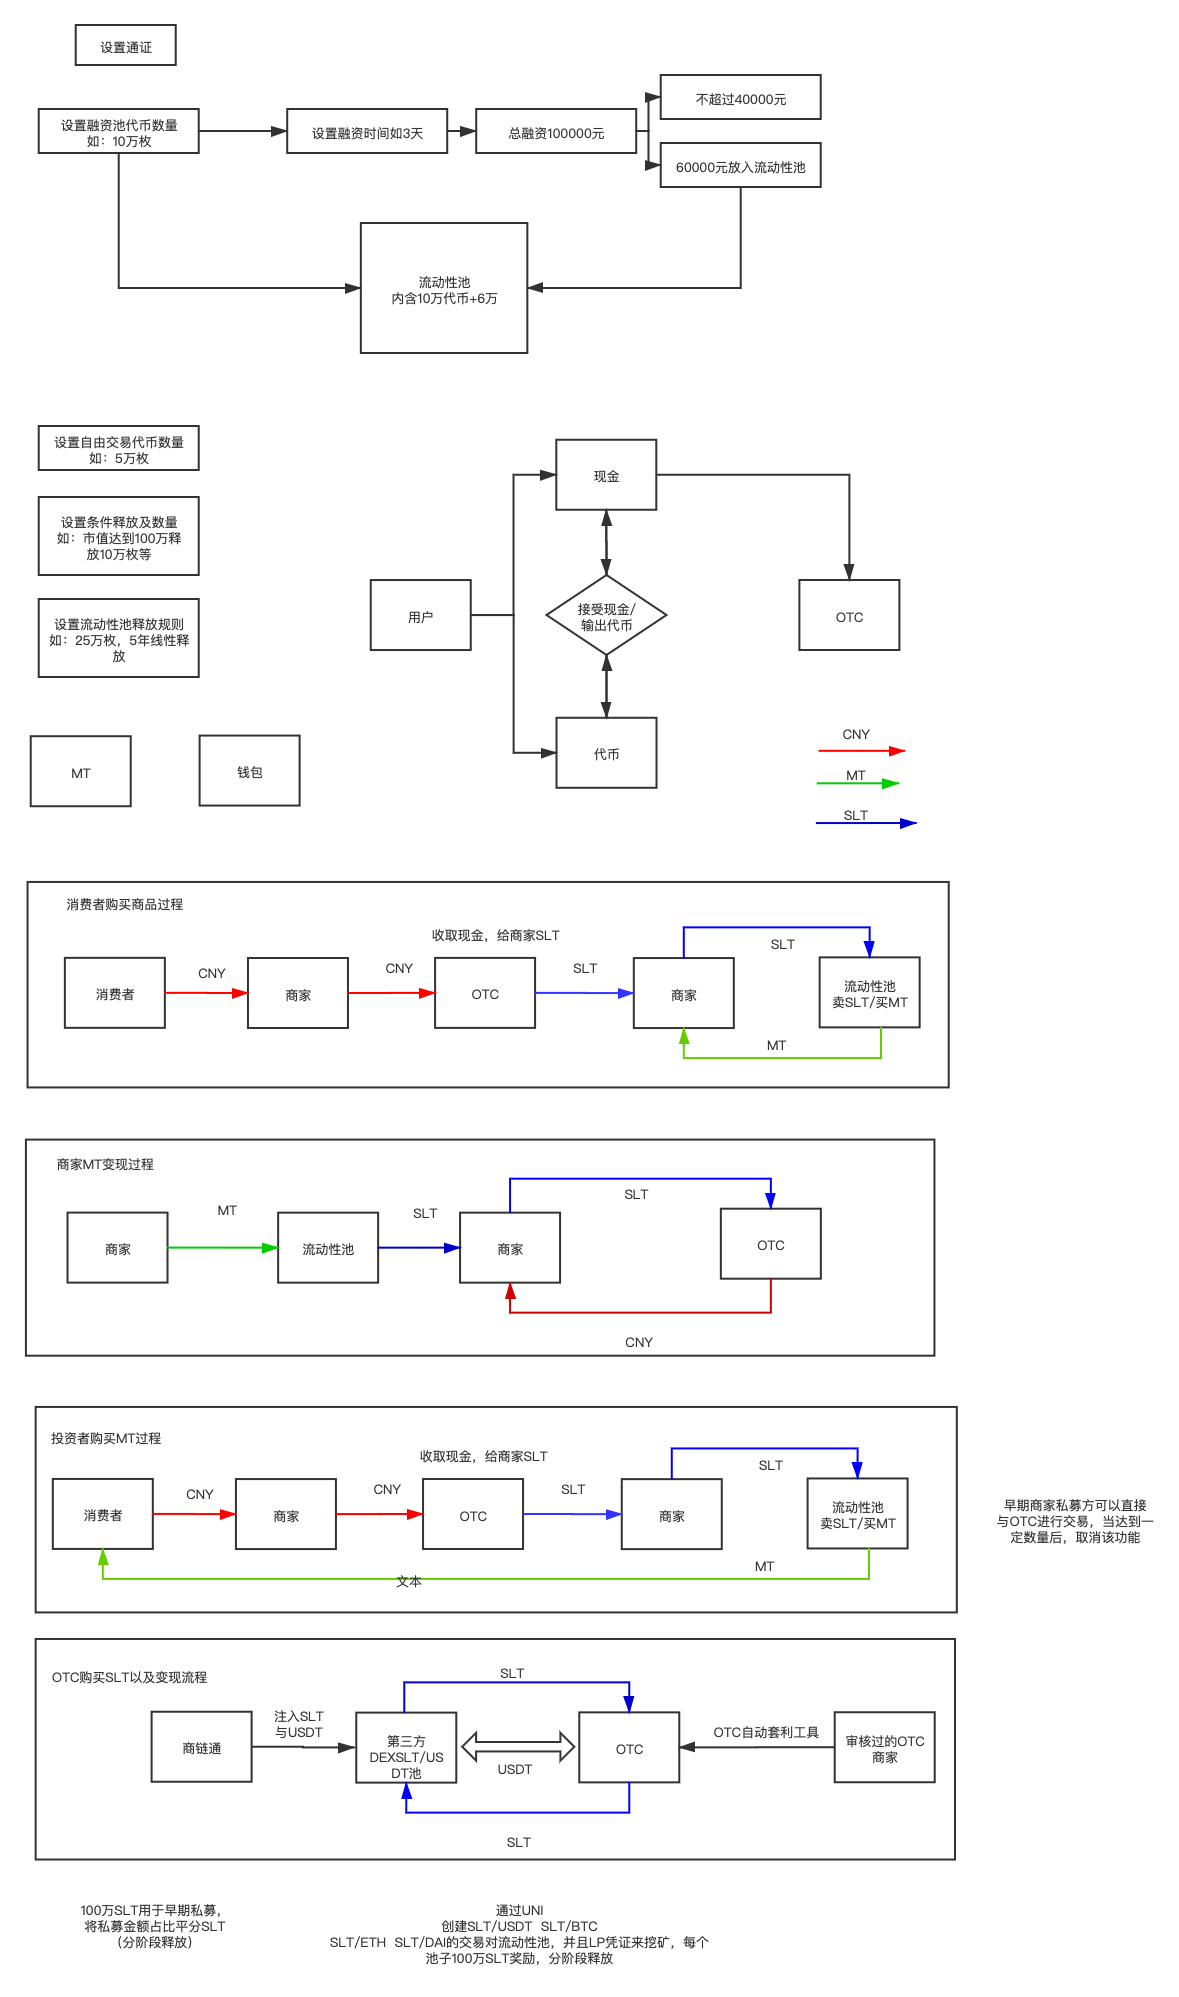 设置通证
设置融资池代币数量
如：10万枚
设置融资时间如3天
总融资100000元
不超过40000元
60000元放入流动性池
流动性池
内含10万代币+6万
设置自由交易代币数量
如：5万枚
设置条件释放及数量
如：市值达到100万释
放10万枚等
设置流动性池释放规则
如：25万枚，5年线性释
放
现金
用户
接受现金/
输出代币
OTC
代币
MT
钱包
CNY
MT
SLT
消费者购买商品过程
收取现金，给商家SLT
消费者
CNY
商家
CNY
OTC
SLT
商家
SLT
流动性池
卖SLT/买MT
MT
商家MT变现过程
商家
MT
流动性池
SLT
商家
SLT
OTC
CNY
投资者购买MT过程
收取现金，给商家SLT
消费者
CNY
商家
CNY
OTC
SLT
商家
SLT
流动性池
卖SLT/买MT
MT
文本
早期商家私募方可以直接
与OTC进行交易，当达到一
定数量后，取消该功能
OTC购买SLT以及变现流程
商链通
注入SLT
与USDT
第三方
DEXSLT/US
DT池
SLT
USDT
SLT
OTC
OTC自动套利工具
审核过的OTC
商家
100万SLT用于早期私募，
将私募金额占比平分SLT
（分阶段释放）
通过UNI
创建SLT/USDT SLT/BTC
SLT/ETH SLT/DAI的交易对流动性池，并且LP凭证来挖矿，每个
池子100万SLT奖励，分阶段释放